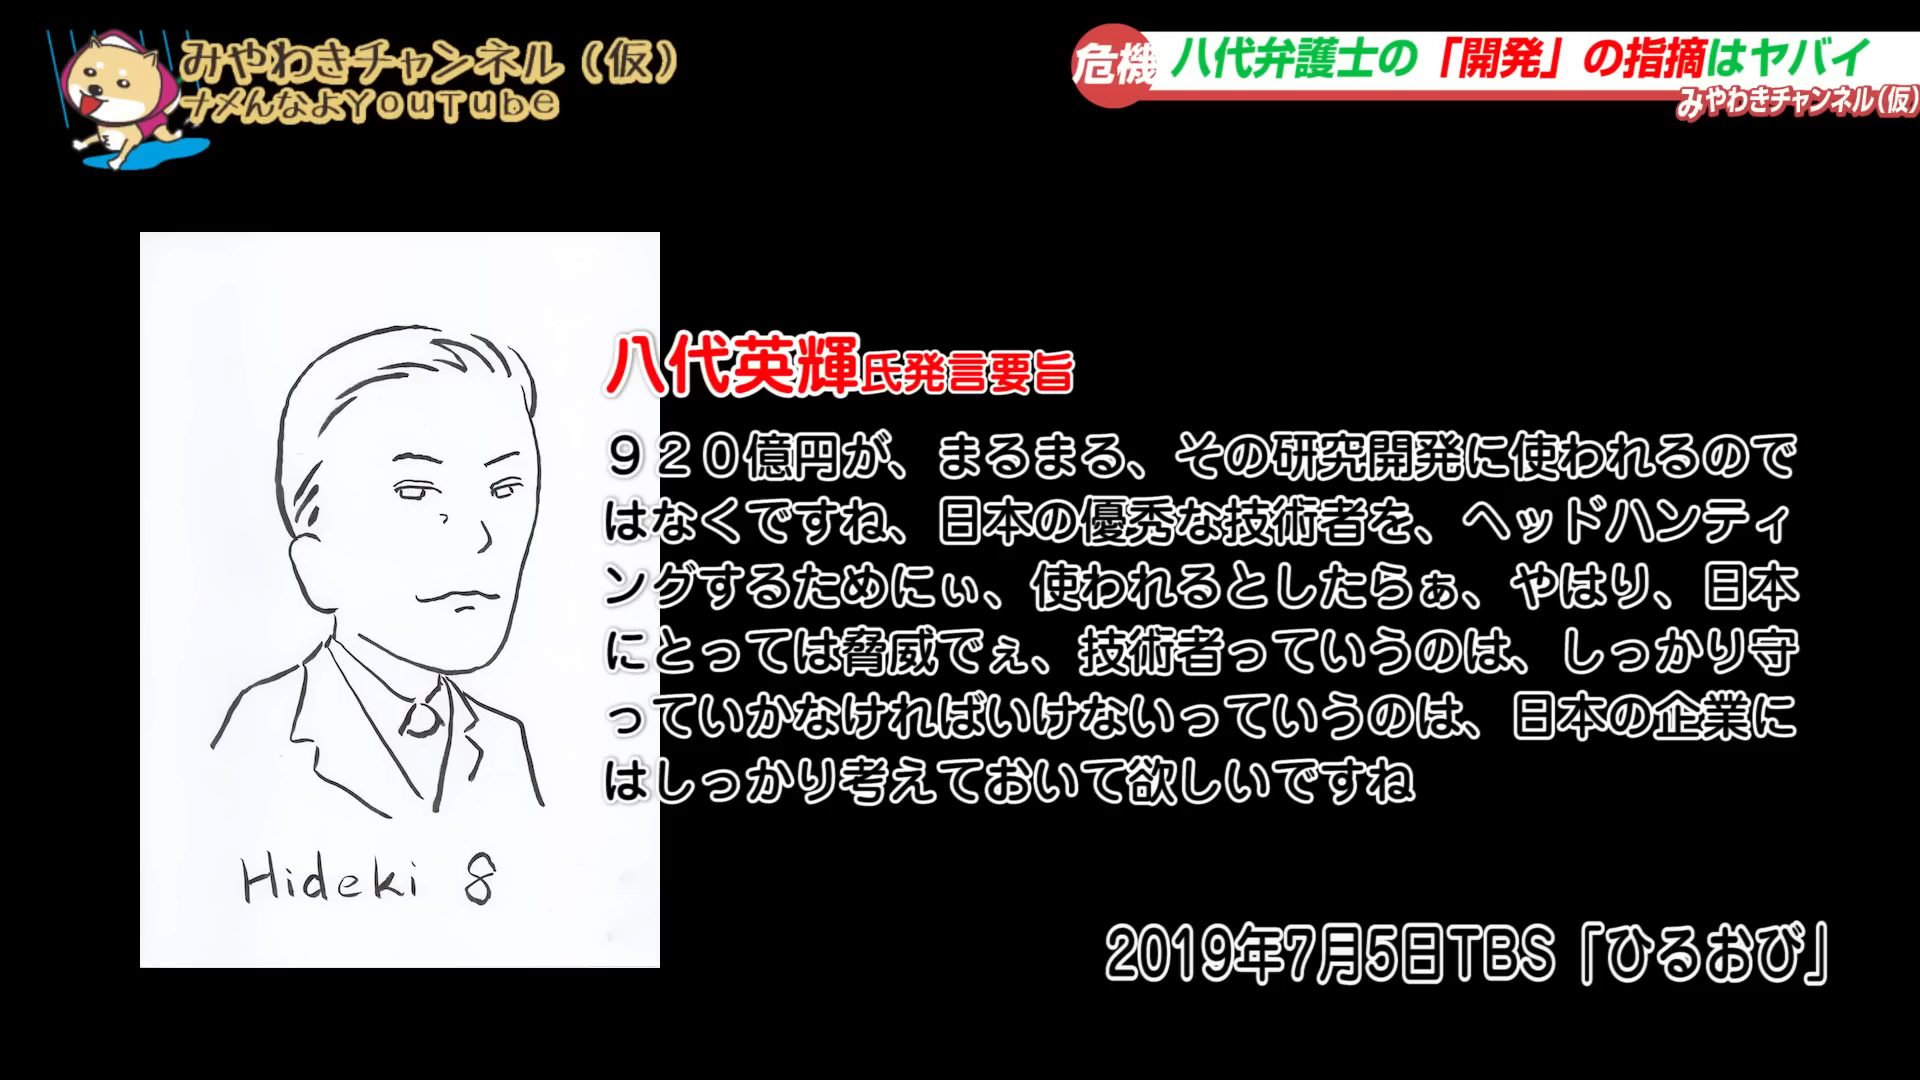 みやわきチャンネル（仮）
ナメんなよYouTube
危機 八代弁護士の「開発」の指摘はヤバイ
みやわきチャンネル（仮）
八代英輝氏発言要旨
９２０億円が、まるまる、その研究開発に使われるので
はなくですね、日本の優秀な技術者を、ヘッドハンティ
ングするためにぃ、使われるとしたらぁ、やはり、日本
にとっては脅威でぇ、技術者っていうのは、しっかり守
っていかなければいけないっていうのは、日本の企業に
はしっかり考えておいて欲しいですね
Hideki 8
2019年7月5日TBS「ひるおび」